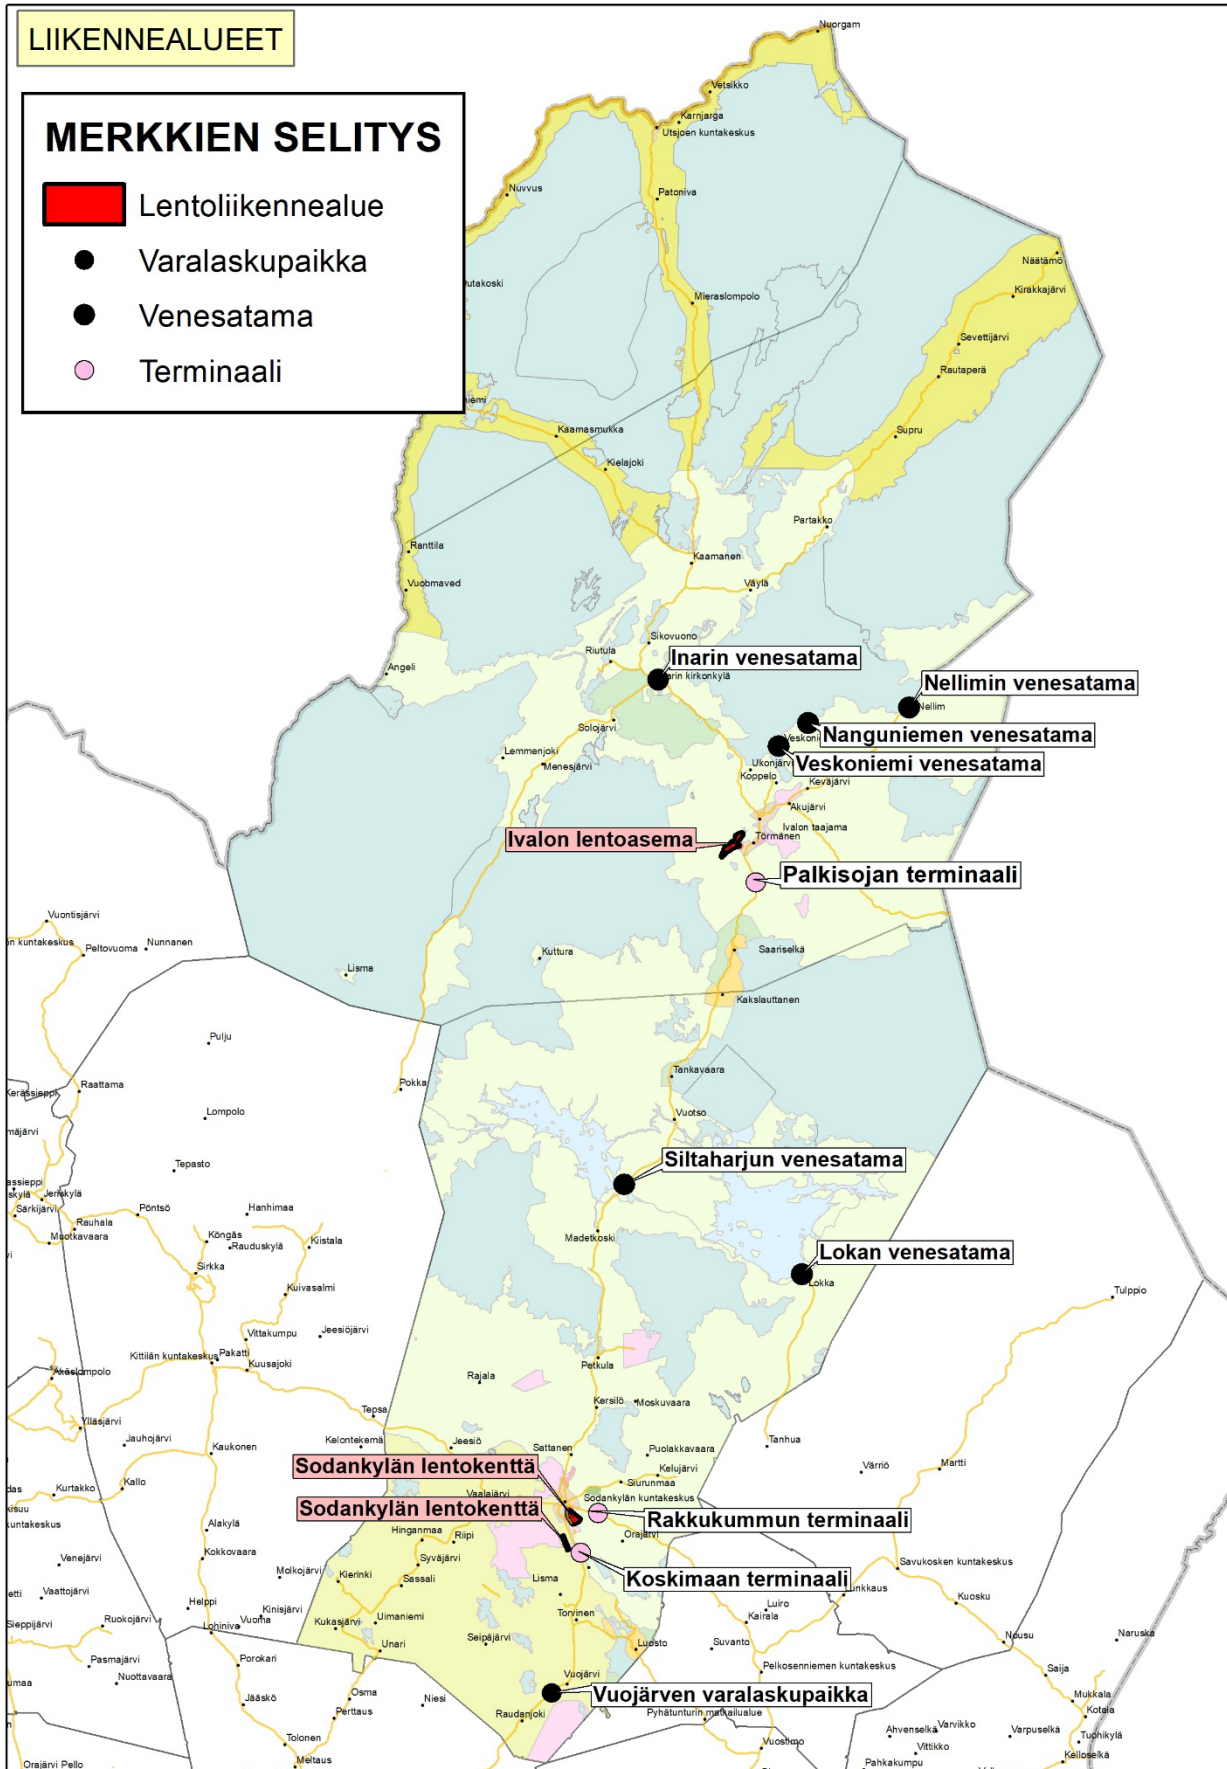 LIIKENNEALUEET
MERKKIEN SELITYS
Lentoliikennealue
Varalaskupaikka
Venesatama
Terminaali
Nuorgam
Vetsikko
Karnjarga
Utsjoen kuntakeskus
Nuvvus
Patoniva
Näätämö
Kirakkajärvi
Mieraslompolo
Sevettijärvi
Rautaperä
Supru
Kaamasmukka
Kielajoki
Partakko
Ranttila
Kaamanen
Vuobmaved
Väylä
Sikovuono
Riutula
Inarin venesatama
Angeli
Nellimin venesatama
Nellim
Solojärvi
Nanguniemen venesatama
Veskoniemi venesatama
Lemmenjoki
Menesjärvi
Ukonjärvi
Koppelo
Keväjärvi
Akujärvi
Ivalon taajama
Ivalon lentoasema
Törmänen
Palkisojan terminaali
Vuontisjärvi
Peltovuoma
Nunnanen
Kuttura
Saariselkä
Lisma
Kakslauttanen
Pulju
Tankavaara
Raattama
Pokka
Lompolo
Vuotso
Siltaharjun venesatama
Tepasto
Jeriskylä
Särkijärvi
Pöntsö
Hanhimaa
Rauhala
Muotkavaara
Köngäs
Rauduskylä
Kiistala
Madetkoski
Lokan venesatama
Sirkka
Lokka
Kuivasalmi
Tulppio
Vittakumpu
Jeesiöjärvi
Kittilän kuntakeskus
Pakatti
Kuusajoki
Petkula
Äkäslompolo
Rajala
Kersilö
Moskuvaara
Ylläsjärvi
Tepsa
Jauhojärvi
Kaukonen
Kelontekemä
Jeesiö
Sattanen
Puolakkavaara
Tanhua
Sodankylän lentokenttä
Kelujärvi
Siurunmaa
Värriö
Martti
Kurtakko
Kallo
Vaalajärvi
Sodankylän kuntakeskus
Sodankylän lentokenttä
Rakkukummun terminaali
Alakylä
Hinganmaa
Riipi
Orajärvi
Kokkovaara
Venejärvi
Syväjärvi
Savukosken kuntakeskus
Molkojärvi
Kierinki
Sassali
Koskimaan terminaali
Lisma
Vaattojärvi
Helppi
Kinisjärvi
Luiro
Kuosku
Ruokojärvi
Vuoma
Kukasjärvi
Uimaniemi
Torvinen
Kairala
Lohiniva
Unari
Seipäjärvi
Luosto
Suvanto
Nousu
Naruska
Pasmajärvi
Nuottavaara
Porokari
Pelkosenniemen kuntakeskus
Saija
Vuojärvi
Vuojärven varalaskupaikka
Jääskö
Osma
Niesi
Perttaus
Raudanjoki
Pyhätunturin matkailualue
Mukkala
Kotala
Ahvenselkä
Varvikko
Varpuselkä
Tuohikylä
Tolonen
Vuostimo
Vittikko
Meltaus
Orajärvi Pello
Pahkakumpu
Kelloselkä